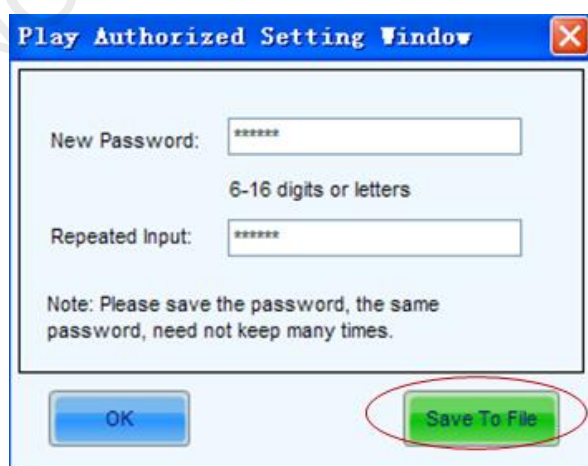 Play Authorized Setting Window
New Password: ******
6-16 digits or letters
Repeated Input: ******
Note: Please save the password, the same
password, need not keep many times.
OK Save To File